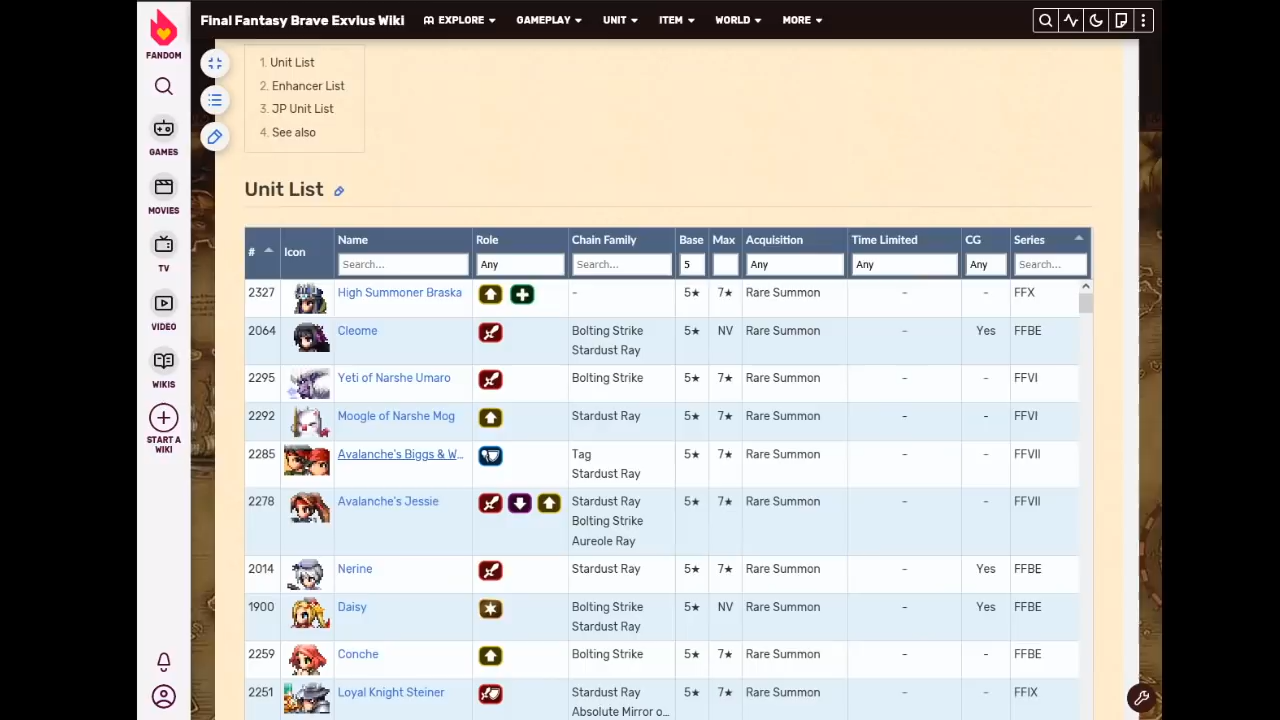 Final Fantasy Brave Exvius Wiki
EXPLORE
GAMEPLAY
UNIT
ITEM
WORLD
MORE
FANDOM
GAMES
MOVIES
TV
VIDEO
WIKIS
START A
WIKI
1. Unit List
2. Enhancer List
3. JP Unit List
4. See also
Unit List
# Icon Name Role Chain Family Base Max Acquisition Time Limited CG Series
Search... Any Search... 5 Any Any Any Search...
2327 High Summoner Braska - 5★ 7★ Rare Summon - - FFX
2064 Cleome Bolting Strike 5★ NV Rare Summon - Yes FFBE
Stardust Ray
2295 Yeti of Narshe Umaro Bolting Strike 5★ 7★ Rare Summon - - FFVI
2292 Moogle of Narshe Mog Stardust Ray 5★ 7★ Rare Summon - - FFVI
2285 Avalanche's Biggs & W... Tag 5★ 7★ Rare Summon - - FFVII
Stardust Ray
2278 Avalanche's Jessie Stardust Ray 5★ 7★ Rare Summon - - FFVII
Bolting Strike
Aureole Ray
2014 Nerine Stardust Ray 5★ 7★ Rare Summon - Yes FFBE
1900 Daisy Bolting Strike 5★ NV Rare Summon - Yes FFBE
Stardust Ray
2259 Conche Bolting Strike 5★ 7★ Rare Summon - - FFBE
2251 Loyal Knight Steiner Stardust Ray 5★ 7★ Rare Summon - - FFIX
Absolute Mirror o...